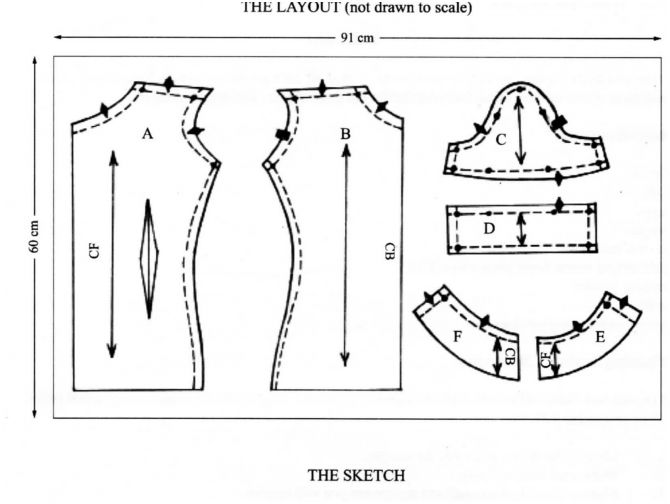 THE LAYOUT (not drawn to scale)
91 cm
60 cm
A
CF
B
CB
C
D
F
CB
CF
E
THE SKETCH